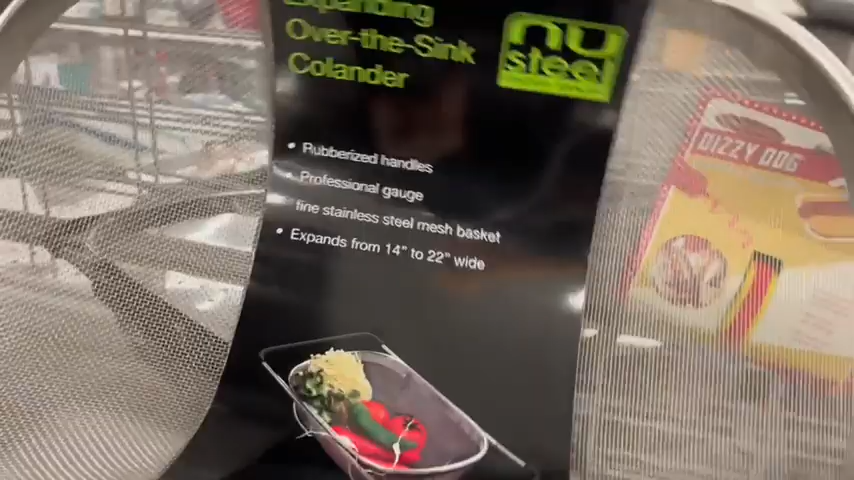 Expanding
Over-the-Sink
Colander
nu
steel
• Rubberized handles
• Professional gauge
fine stainless steel mesh basket
• Expands from 14" to 22" wide
DIZZY DOG